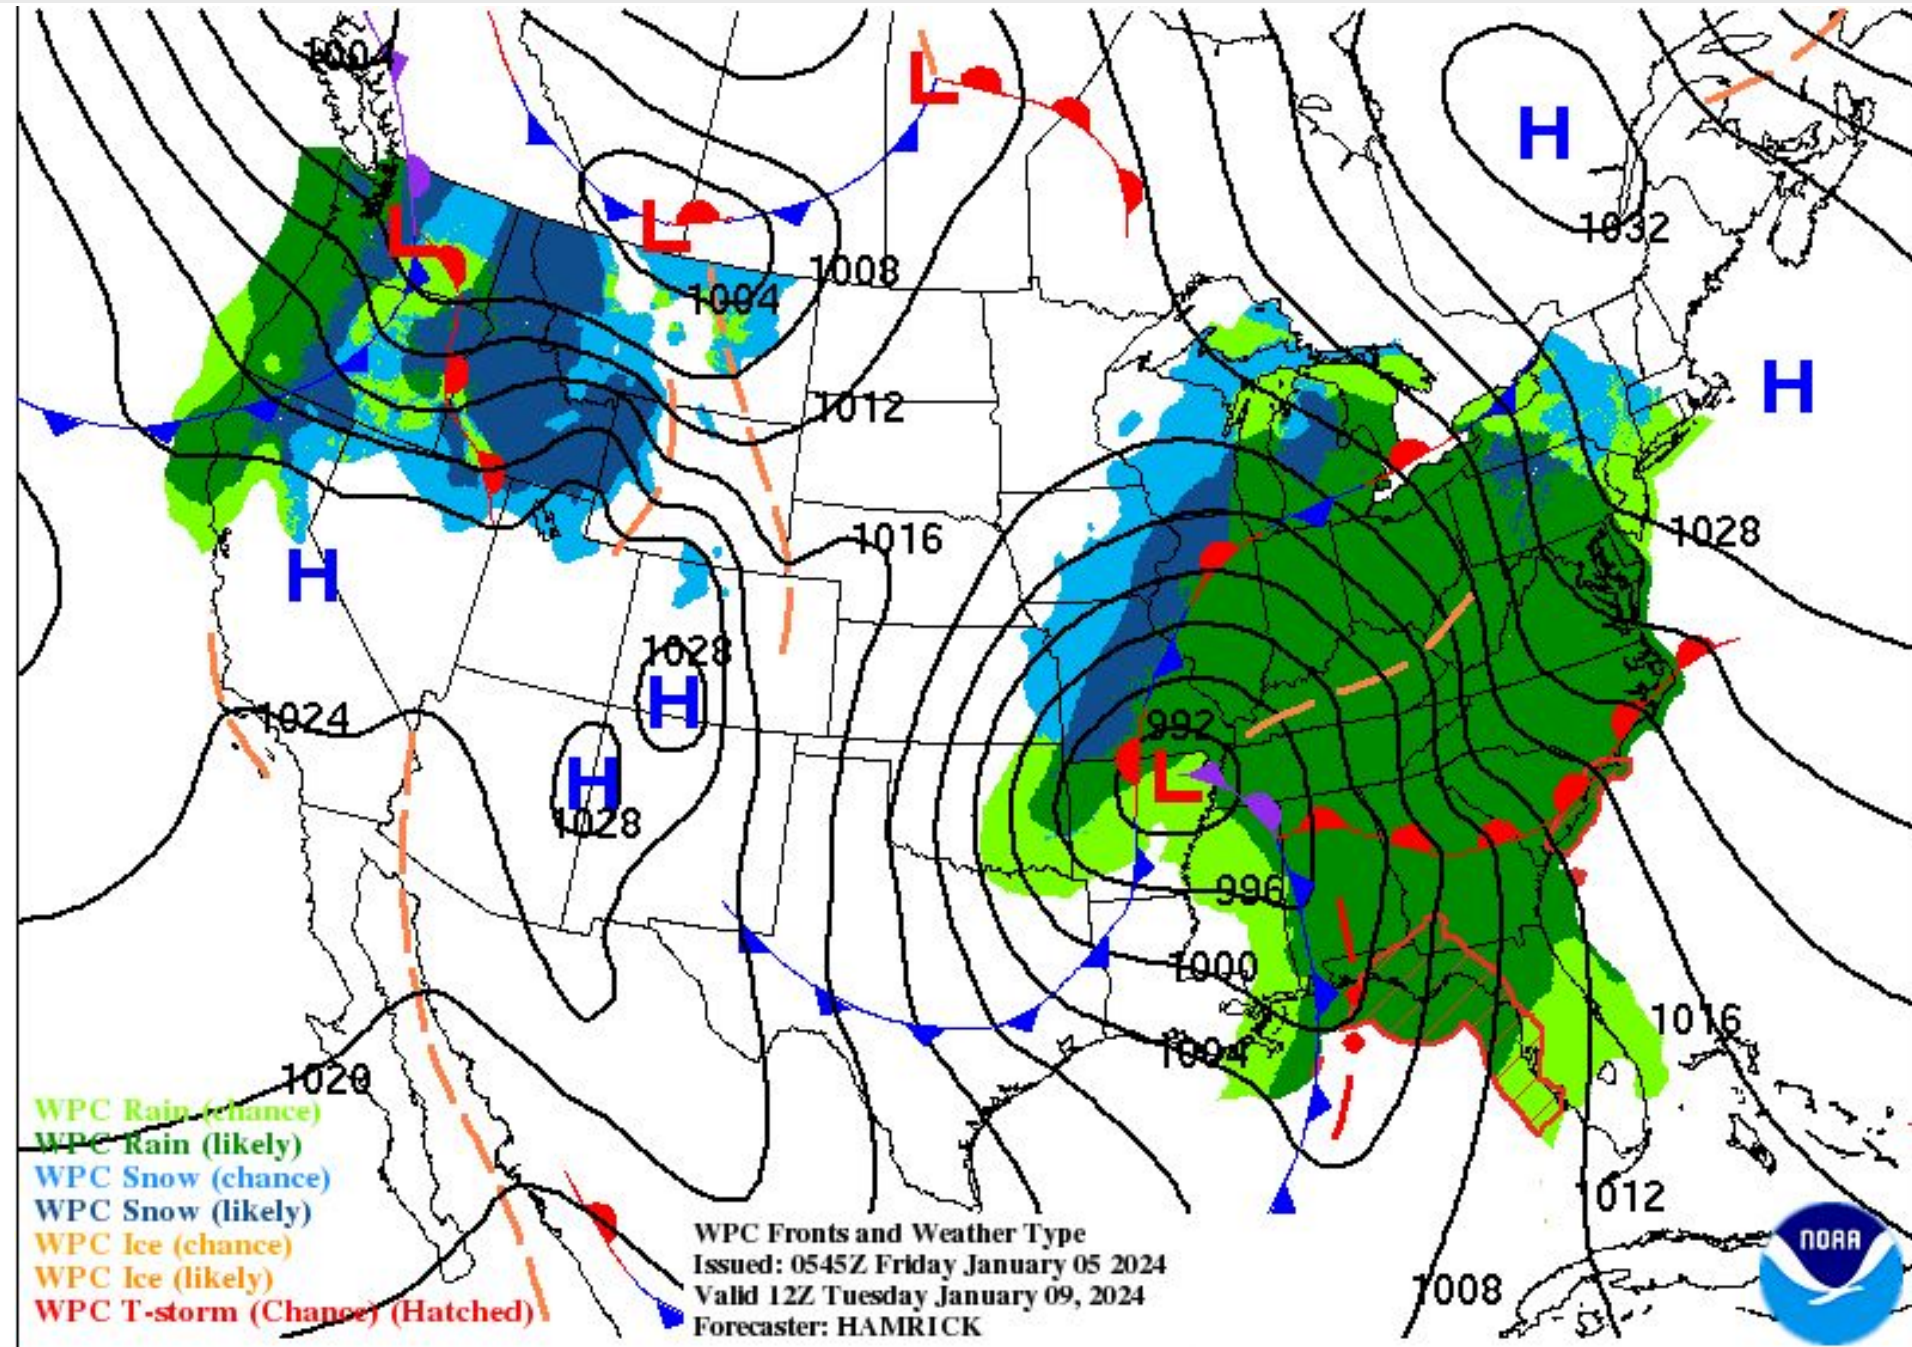 1004
L
H
1032
L
L
1008
1004
H
1012
1016
1028
H
1028
H
1024
992
H
L
1028
996
1000
1016
1004
1020
WPC Rain (chance)
WPC Rain (likely)
WPC Snow (chance)
WPC Snow (likely)
WPC Ice (chance)
WPC Ice (likely)
WPC T-storm (Chance) (Hatched)
1012
WPC Fronts and Weather Type
Issued: 0545Z Friday January 05 2024
Valid 12Z Tuesday January 09, 2024
Forecaster: HAMRICK
1008
NOAA